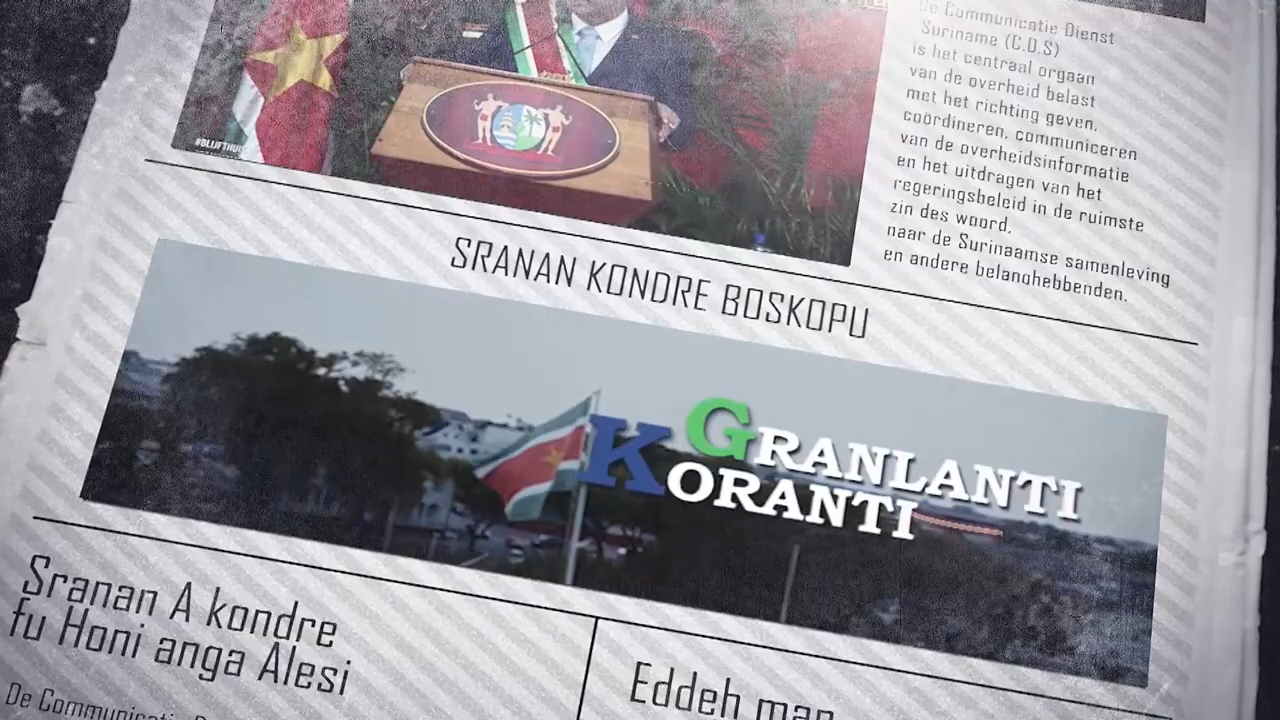 De Communicatie Dienst
Suriname (C.D.S)
is het centraal orgaan
van de overheid belast
met het richting geven,
coördineren, communiceren
van de overheidsinformatie
en het uitdragen van het
regeringsbeleid in de ruimste
zin des woord,
naar de Surinaamse samenleving
en andere belanghebbenden.
#BLIJFTHUIS
SRANAN KONDRE BOSKOPU
GRANLANTI
KORANTI
Sranan A kondre
fu Honi anga Alesi
Eddeh man
De